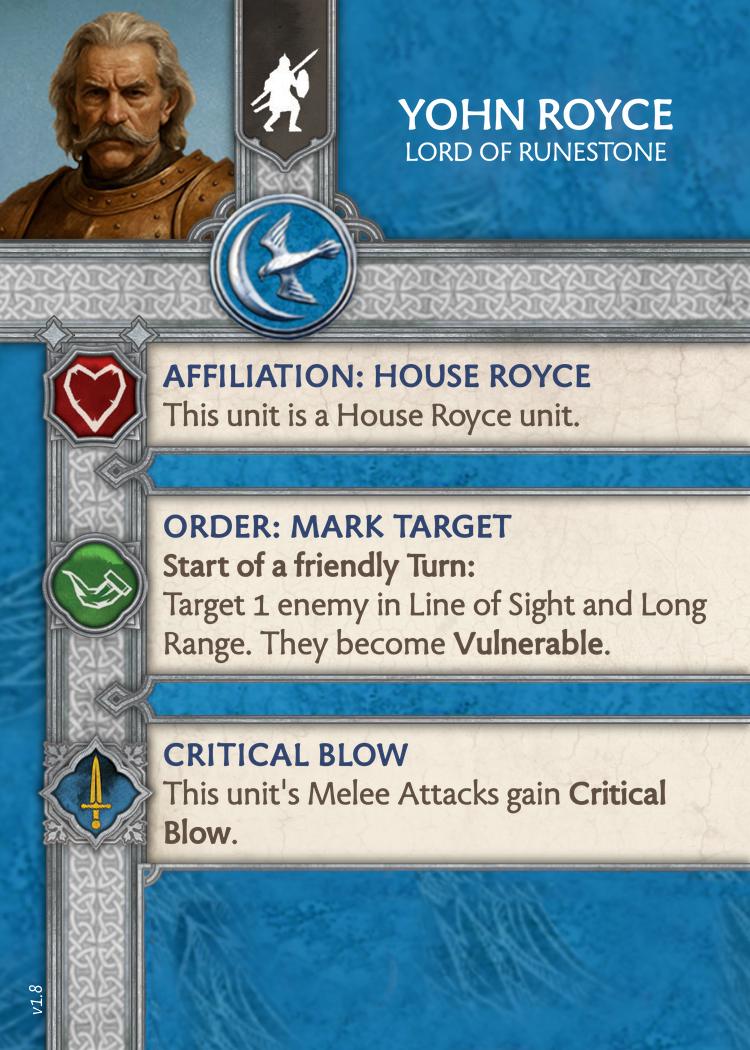 YOHN ROYCE
LORD OF RUNESTONE
AFFILIATION: HOUSE ROYCE
This unit is a House Royce unit.
ORDER: MARK TARGET
Start of a friendly Turn:
Target 1 enemy in Line of Sight and Long
Range. They become Vulnerable.
CRITICAL BLOW
This unit's Melee Attacks gain Critical
Blow.
v1.8